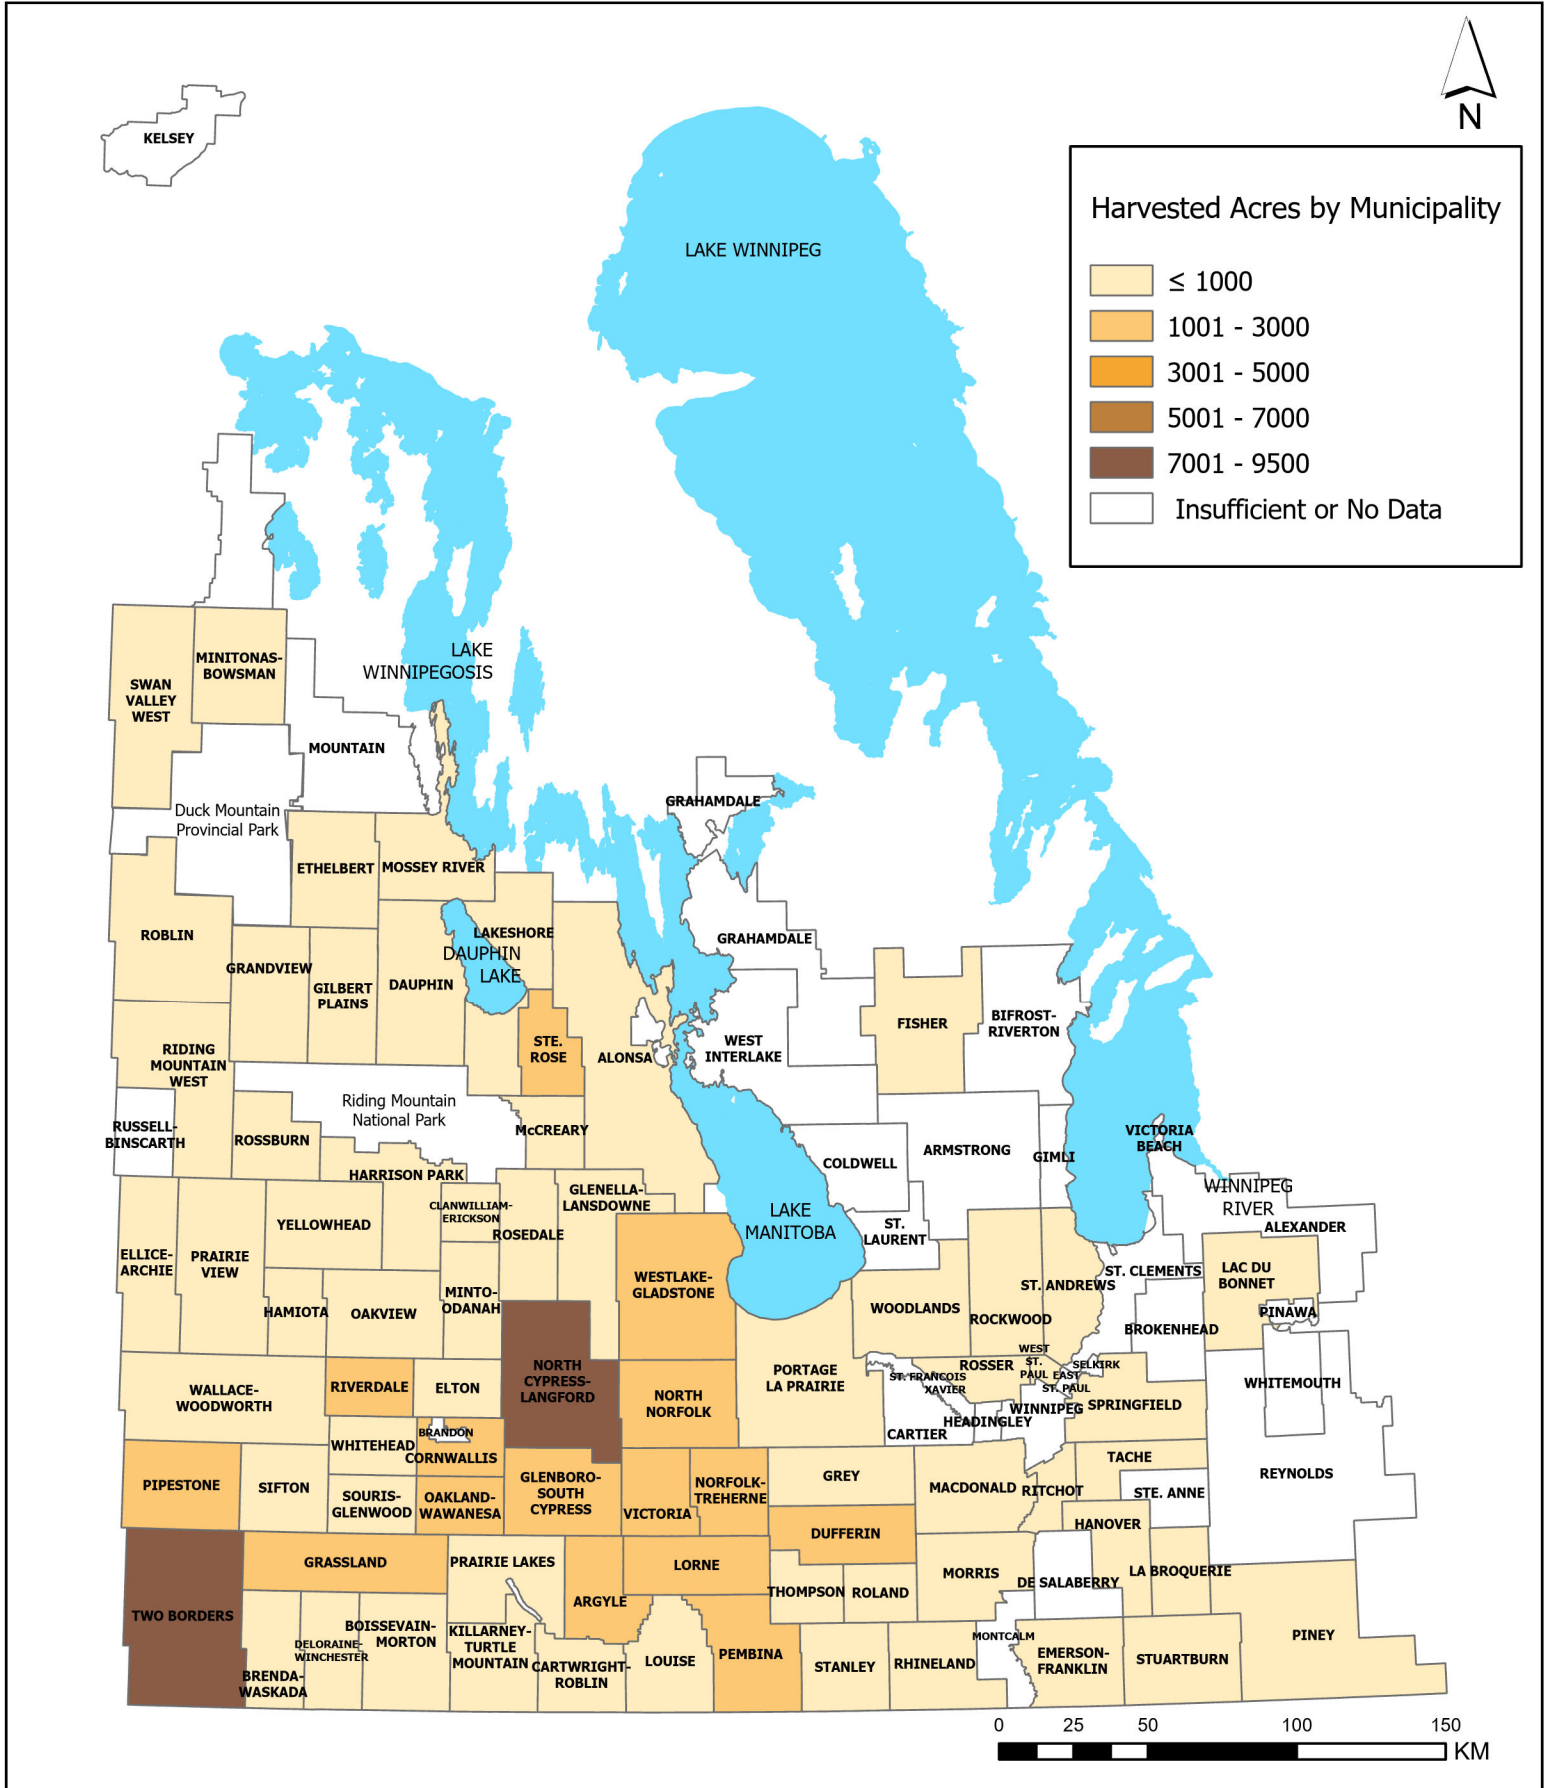 N
KELSEY
Harvested Acres by Municipality
≤ 1000
1001 - 3000
3001 - 5000
5001 - 7000
7001 - 9500
Insufficient or No Data
LAKE WINNIPEG
LAKE
WINNIPEGOSIS
MINITONAS-
BOWSMAN
SWAN
VALLEY
WEST
MOUNTAIN
Duck Mountain
Provincial Park
GRAHAMDALE
ETHELBERT
MOSSEY RIVER
ROBLIN
LAKESHORE
DAUPHIN
LAKE
GRAHAMDALE
GRANDVIEW
GILBERT
PLAINS
DAUPHIN
FISHER
BIFROST-
RIVERTON
STE.
ROSE
ALONSA
WEST
INTERLAKE
RIDING
MOUNTAIN
WEST
Riding Mountain
National Park
RUSSELL-
BINSCARTH
ROSSBURN
McCREARY
VICTORIA
BEACH
ARMSTRONG
GIMLI
COLDWELL
HARRISON PARK
GLENELLA-
LANSDOWNE
WINNIPEG
RIVER
CLANWILLIAM-
ERICKSON
YELLOWHEAD
ROSEDALE
LAKE
MANITOBA
ST.
LAURENT
ALEXANDER
ELLICE-
ARCHIE
PRAIRIE
VIEW
WESTLAKE-
GLADSTONE
ST. ANDREWS
ST. CLEMENTS
LAC DU
BONNET
HAMIOTA
OAKVIEW
MINTO-
ODANAH
WOODLANDS
ROCKWOOD
PINAWA
BROKENHEAD
WALLACE-
WOODWORTH
RIVERDALE
ELTON
NORTH
CYPRESS-
LANGFORD
NORTH
NORFOLK
PORTAGE
LA PRAIRIE
ST. FRANCOIS
XAVIER
ROSSER
WEST
ST.
PAUL
EAST
ST. PAUL
SELKIRK
WHITEMOUTH
WINNIPEG
SPRINGFIELD
HEADINGLEY
CARTIER
WHITEHEAD
BRANDON
CORNWALLIS
TACHE
REYNOLDS
PIPESTONE
SIFTON
SOURIS-
GLENWOOD
OAKLAND-
WAWANESA
GLENBORO-
SOUTH
CYPRESS
VICTORIA
NORFOLK-
TREHERNE
GREY
MACDONALD
RITCHOT
STE. ANNE
HANOVER
DUFFERIN
GRASSLAND
PRAIRIE LAKES
LORNE
THOMPSON
ROLAND
MORRIS
DE SALABERRY
LA BROQUERIE
TWO BORDERS
ARGYLE
BOISSEVAIN-
MORTON
DELORAINE-
WINCHESTER
BRENDA-
WASKADA
KILLARNEY-
TURTLE
MOUNTAIN
CARTWRIGHT-
ROBLIN
LOUISE
PEMBINA
STANLEY
RHINELAND
MONTCALM
EMERSON-
FRANKLIN
STUARTBURN
PINEY
0 25 50 100 150
KM